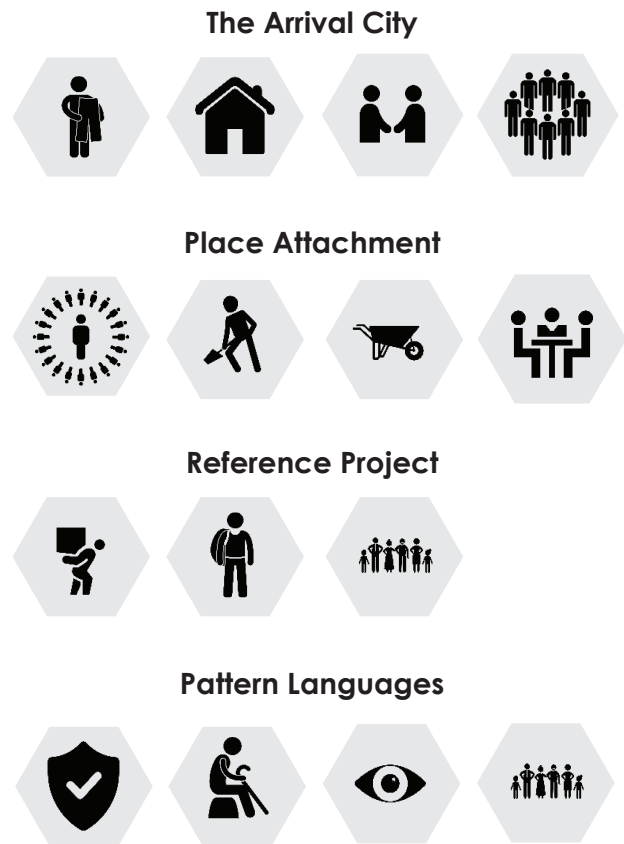 The Arrival City
Place Attachment
Reference Project
Pattern Languages